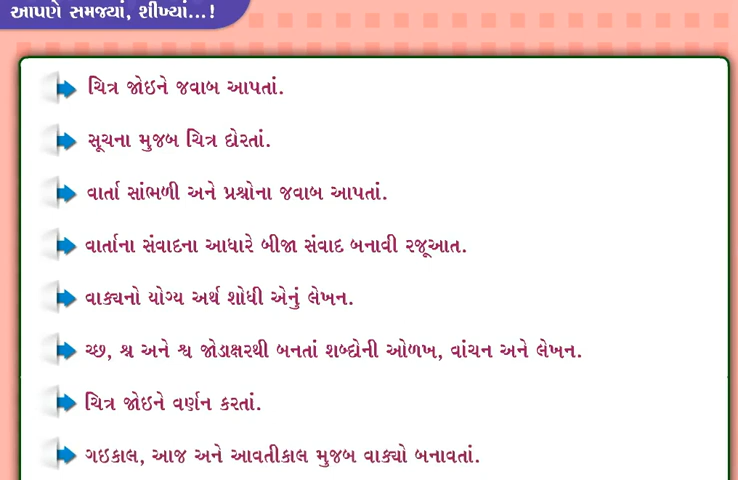 આપણે સમજ્યાં, શીખ્યાં...!
ચિત્ર જોઇને જવાબ આપતાં.
સૂચના મુજબ ચિત્ર દોરતાં.
વાર્તા સાંભળી અને પ્રશ્નોના જવાબ આપતાં.
વાર્તાના સંવાદના આધારે બીજા સંવાદ બનાવી રજૂઆત.
વાક્યનો યોગ્ય અર્થ શોધી એનું લેખન.
ચ્છ, શ્ન અને શ્વ જોડાક્ષરથી બનતાં શબ્દોની ઓળખ, વાંચન અને લેખન.
ચિત્ર જોઇને વર્ણન કરતાં.
ગઇકાલ, આજ અને આવતીકાલ મુજબ વાક્યો બનાવતાં.